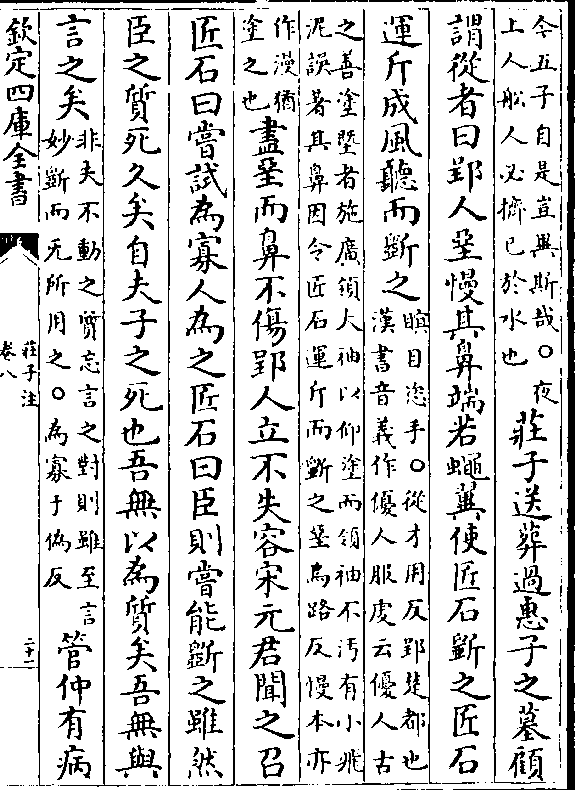 今五子自是豈與斯哉○夜
上人舩人必擠已於水也
莊子送葬過惠子之墓顧
謂從者曰郢人堊慢其鼻端若蠅翼使匠石斲之匠石
運斤成風聽而斲之
瞑目恣手○從才用反郢楚都也
漢書音義作優人服䖍云優人古
之善塗塈者施廣領大袖以仰塗而領袖不汚有小飛
泥誤著其鼻因令匠石運斤而斲之堊烏路反慢本亦
作漫猶
塗之也
盡堊而鼻不傷郢人立不失容宋元君聞之召
匠石曰嘗試為寡人為之匠石曰臣則嘗能斲之雖然
臣之質死久矣自夫子之死也吾無以為質矣吾無與
言之矣
非夫不動之質忘言之對則雖至言
妙斲而无所用之○為寡于偽反
管仲有病
欽定四庫全書
莊子注
卷八